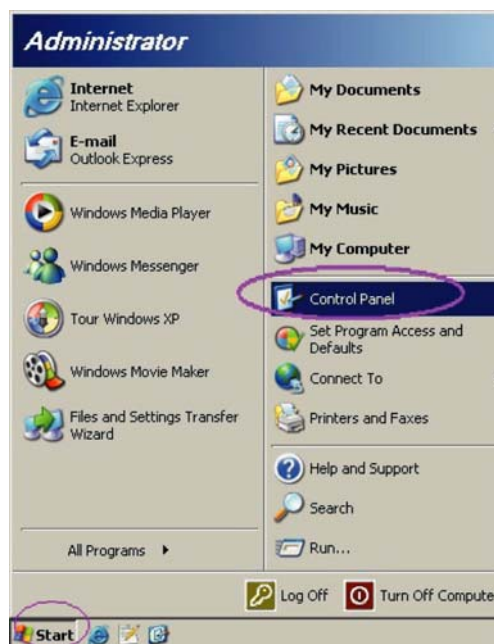 Administrator
Internet
Internet Explorer
E-mail
Outlook Express
Windows Media Player
Windows Messenger
Tour Windows XP
Windows Movie Maker
Files and Settings Transfer
Wizard
All Programs
My Documents
My Recent Documents
My Pictures
My Music
My Computer
Control Panel
Set Program Access and
Defaults
Connect To
Printers and Faxes
Help and Support
Search
Run...
Log Off
Turn Off Compute
Start